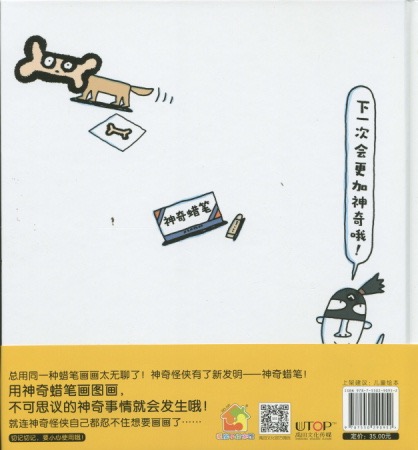 下一次会更加神奇哦！
神奇蜡笔
总用同一种蜡笔画画太无聊了！神奇怪侠有了新发明——神奇蜡笔！
用神奇蜡笔画图画，
不可思议的神奇事情就会发生哦！
就连神奇怪侠自己都忍不住想要画画了……
切记切记，要小心使用哦！
上架建议：儿童绘本
UTOP
定价：35.00元